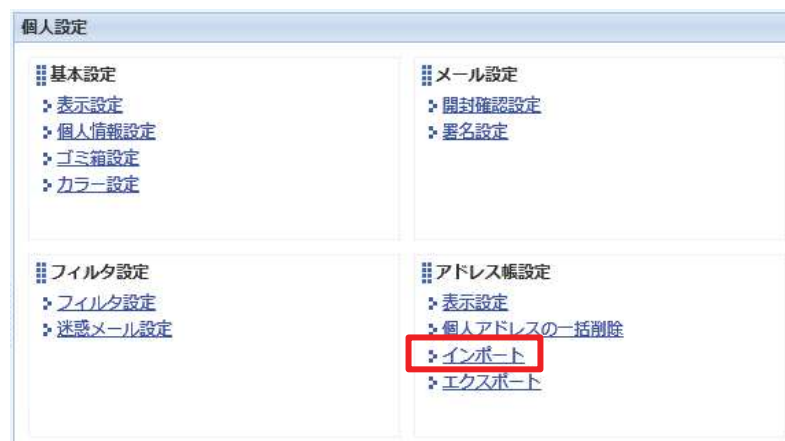 個人設定
基本設定
表示設定
個人情報設定
ゴミ箱設定
カラー設定
メール設定
開封確認設定
署名設定
フィルタ設定
フィルタ設定
迷惑メール設定
アドレス帳設定
表示設定
個人アドレスの一括削除
インポート
エクスポート